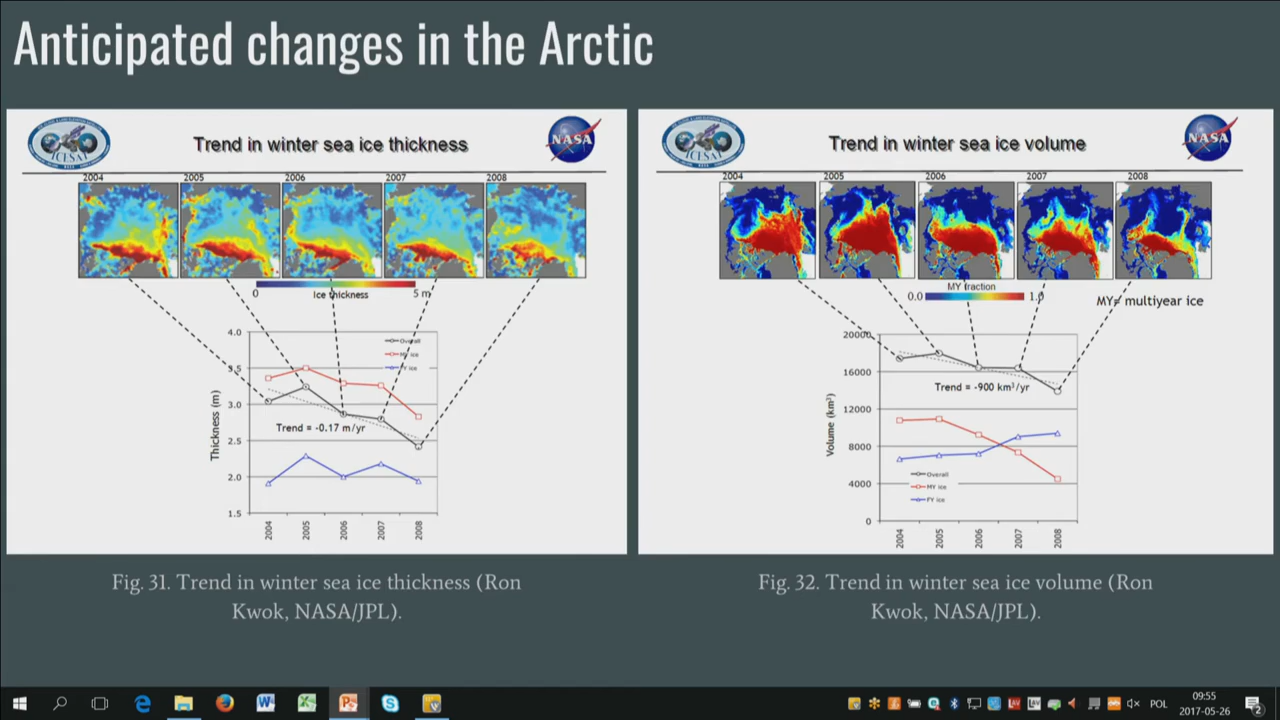 Anticipated changes in the Arctic
ICESAT
Trend in winter sea ice thickness
NASA
2004 2005 2006 2007 2008
0 Ice thickness 5 m
4.0
3.5
3.0
2.5
2.0
1.5
Thickness (m)
Overall
MY ice
FY ice
Trend = -0.17 m/yr
2004 2005 2006 2007 2008
Fig. 31. Trend in winter sea ice thickness (Ron
Kwok, NASA/JPL).
ICESAT
Trend in winter sea ice volume
NASA
2004 2005 2006 2007 2008
MY fraction
0.0 1.0
MY= multiyear ice
20000
16000
12000
8000
4000
0
Volume (km³)
Trend = -900 km³/yr
Overall
MY ice
FY ice
2004 2005 2006 2007 2008
Fig. 32. Trend in winter sea ice volume (Ron
Kwok, NASA/JPL).
POL
09:55
2017-05-26
2